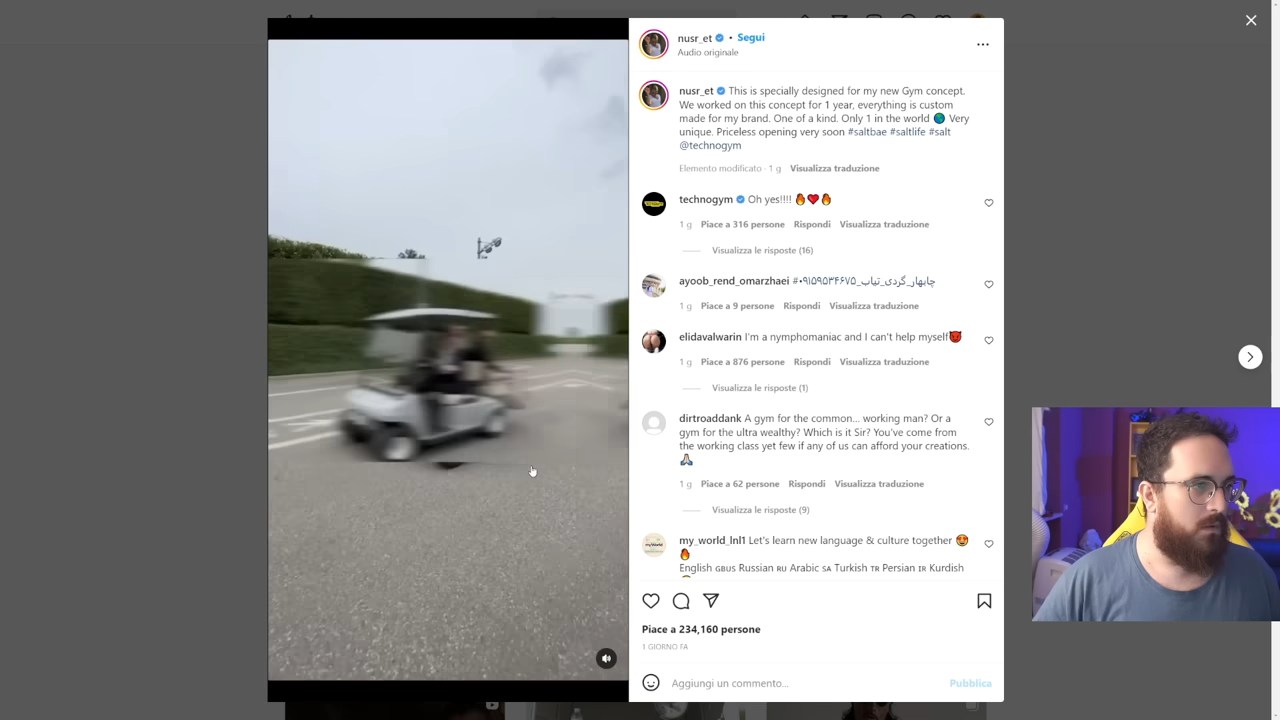 nusr_et • Segui
Audio originale
nusr_et This is specially designed for my new Gym concept.
We worked on this concept for 1 year, everything is custom
made for my brand. One of a kind. Only 1 in the world 🌎 Very
unique. Priceless opening very soon #saltbae #saltlife #salt
@technogym
Elemento modificato · 1 g Visualizza traduzione
technogym Oh yes!!!! 🔥❤️🔥
1 g Piace a 316 persone Rispondi Visualizza traduzione
Visualizza le risposte (16)
ayoob_rend_omarzhaei #چابهار_گردی_تیاب_۰۹۱۵۹۵۳۴۶۷۵
1 g Piace a 9 persone Rispondi Visualizza traduzione
elidavalwarin I'm a nymphomaniac and I can't help myself😈
1 g Piace a 876 persone Rispondi Visualizza traduzione
Visualizza le risposte (1)
dirtroaddank A gym for the common... working man? Or a
gym for the ultra wealthy? Which is it Sir? You've come from
the working class yet few if any of us can afford your creations.
🙏🏼
1 g Piace a 62 persone Rispondi Visualizza traduzione
Visualizza le risposte (9)
my_world_lnl1 Let's learn new language & culture together 😍
🔥
English ɢʙᴜs Russian ʀᴜ Arabic sᴀ Turkish ᴛʀ Persian ɪʀ Kurdish
Piace a 234,160 persone
1 GIORNO FA
Aggiungi un commento... Pubblica